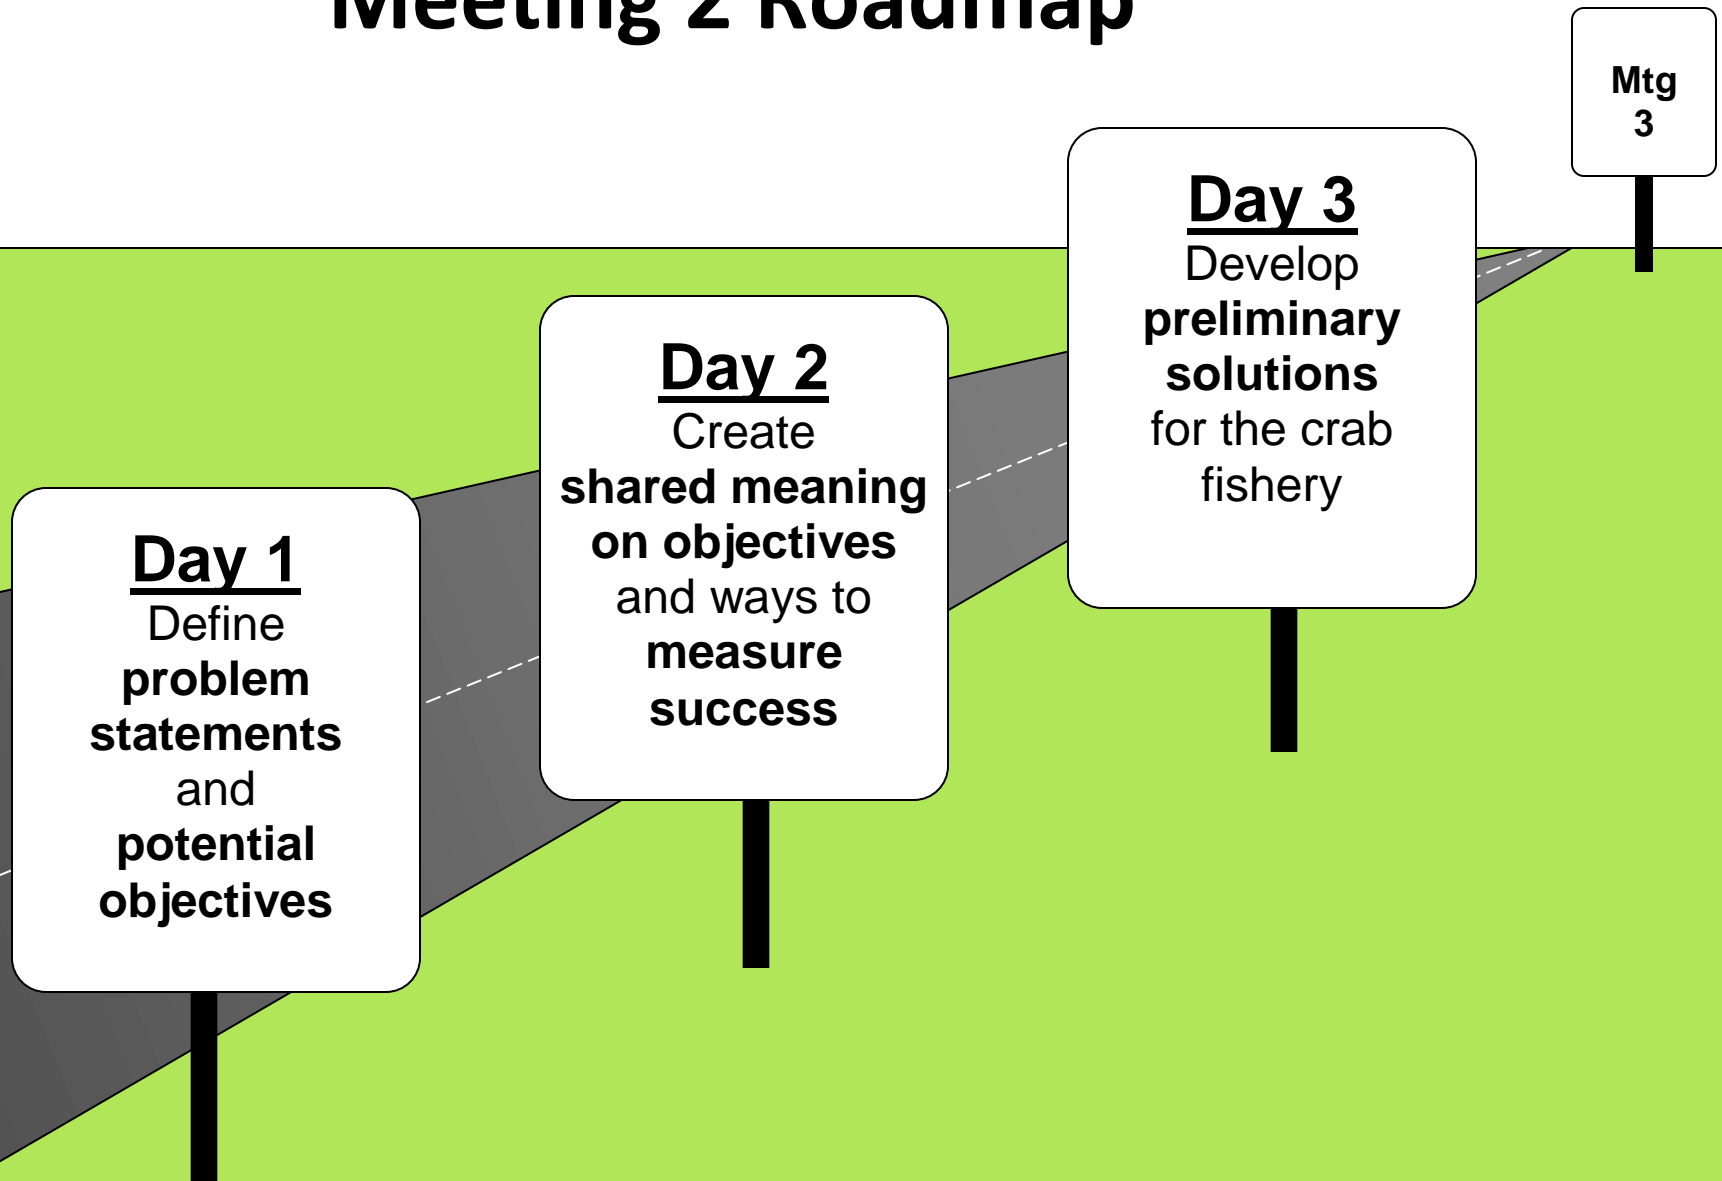 Meeting 2 Roadmap
Mtg
3
Day 3
Develop
preliminary
solutions
for the crab
fishery
Day 2
Create
shared meaning
on objectives
and ways to
measure
success
Day 1
Define
problem
statements
and
potential
objectives